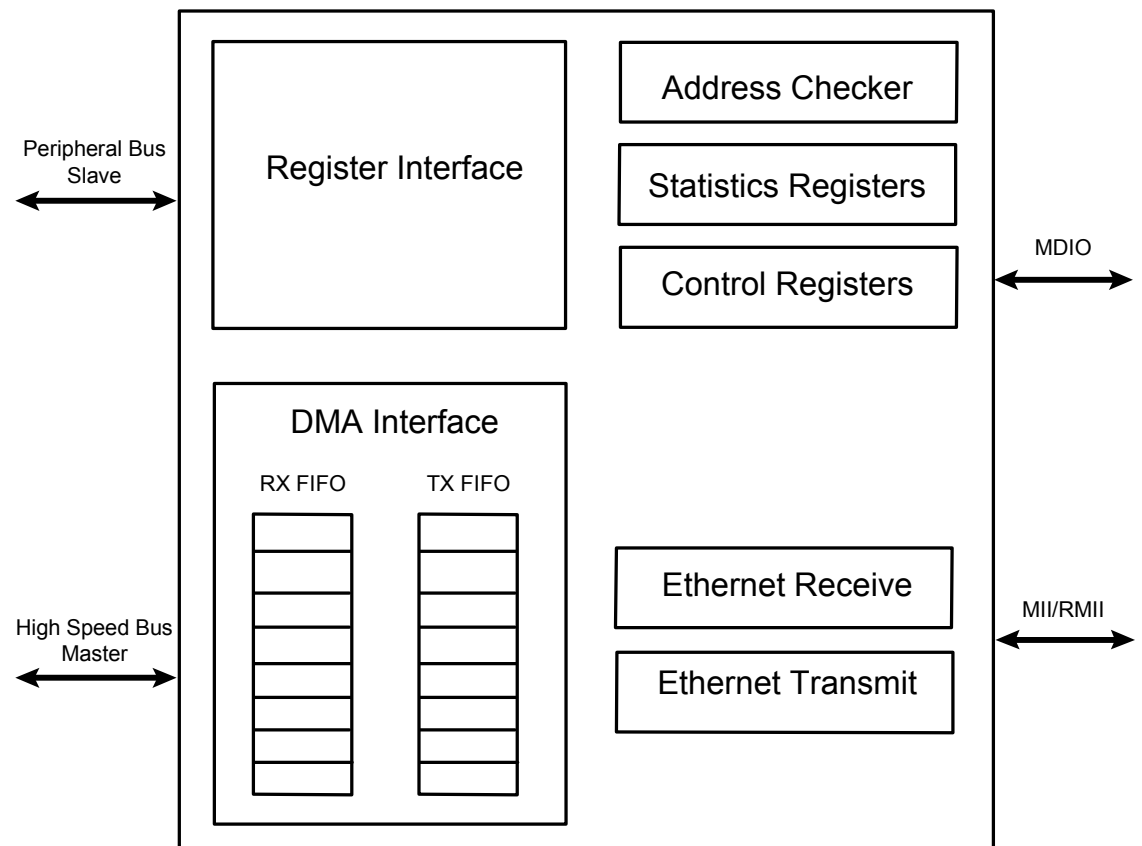 Peripheral Bus
Slave
Register Interface
Address Checker
Statistics Registers
Control Registers
MDIO
DMA Interface
RX FIFO
TX FIFO
High Speed Bus
Master
Ethernet Receive
Ethernet Transmit
MII/RMII